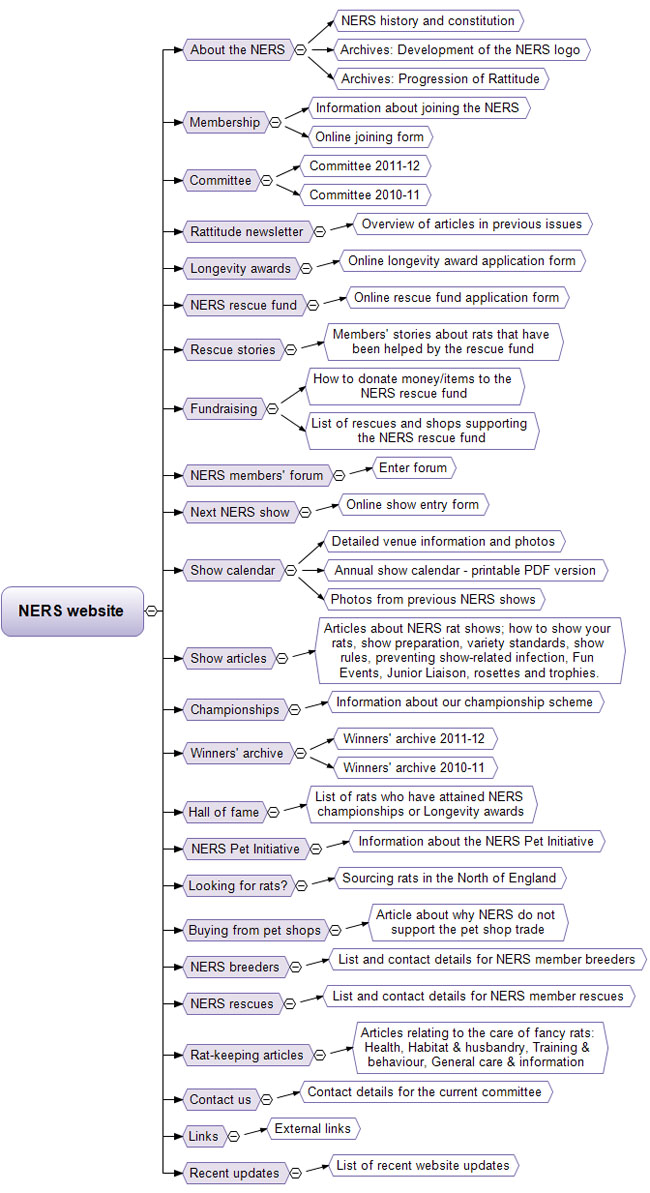 NERS website
About the NERS
NERS history and constitution
Archives: Development of the NERS logo
Archives: Progression of Rattitude
Membership
Information about joining the NERS
Online joining form
Committee
Committee 2011-12
Committee 2010-11
Rattitude newsletter
Overview of articles in previous issues
Longevity awards
Online longevity award application form
NERS rescue fund
Online rescue fund application form
Rescue stories
Members' stories about rats that have
been helped by the rescue fund
Fundraising
How to donate money/items to the
NERS rescue fund
List of rescues and shops supporting
the NERS rescue fund
NERS members' forum
Enter forum
Next NERS show
Online show entry form
Show calendar
Detailed venue information and photos
Annual show calendar - printable PDF version
Photos from previous NERS shows
Show articles
Articles about NERS rat shows; how to show your
rats, show preparation, variety standards, show
rules, preventing show-related infection, Fun
Events, Junior Liaison, rosettes and trophies.
Championships
Information about our championship scheme
Winners' archive
Winners' archive 2011-12
Winners' archive 2010-11
Hall of fame
List of rats who have attained NERS
championships or Longevity awards
NERS Pet Initiative
Information about the NERS Pet Initiative
Looking for rats?
Sourcing rats in the North of England
Buying from pet shops
Article about why NERS do not
support the pet shop trade
NERS breeders
List and contact details for NERS member breeders
NERS rescues
List and contact details for NERS member rescues
Rat-keeping articles
Articles relating to the care of fancy rats:
Health, Habitat & husbandry, Training &
behaviour, General care & information
Contact us
Contact details for the current committee
Links
External links
Recent updates
List of recent website updates